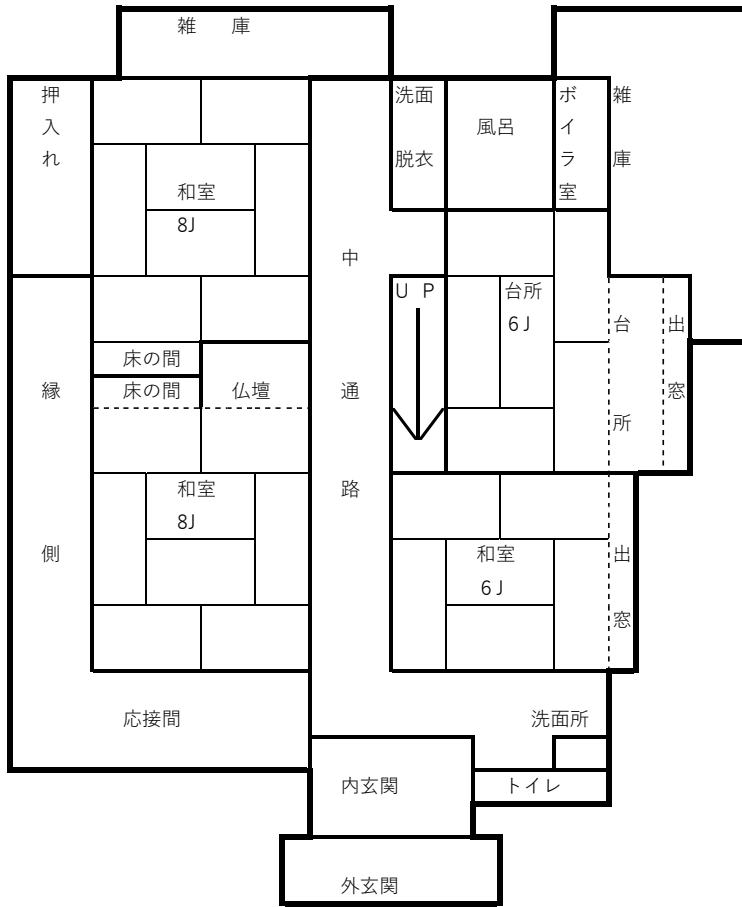 雑　庫
押入れ
和室
8J
洗面
脱衣
風呂
ボイラ室
雑庫
中通路
ＵＰ
台所
6J
台所
出窓
床の間
床の間
仏壇
縁側
和室
8J
和室
6J
出窓
応接間
洗面所
内玄関
トイレ
外玄関